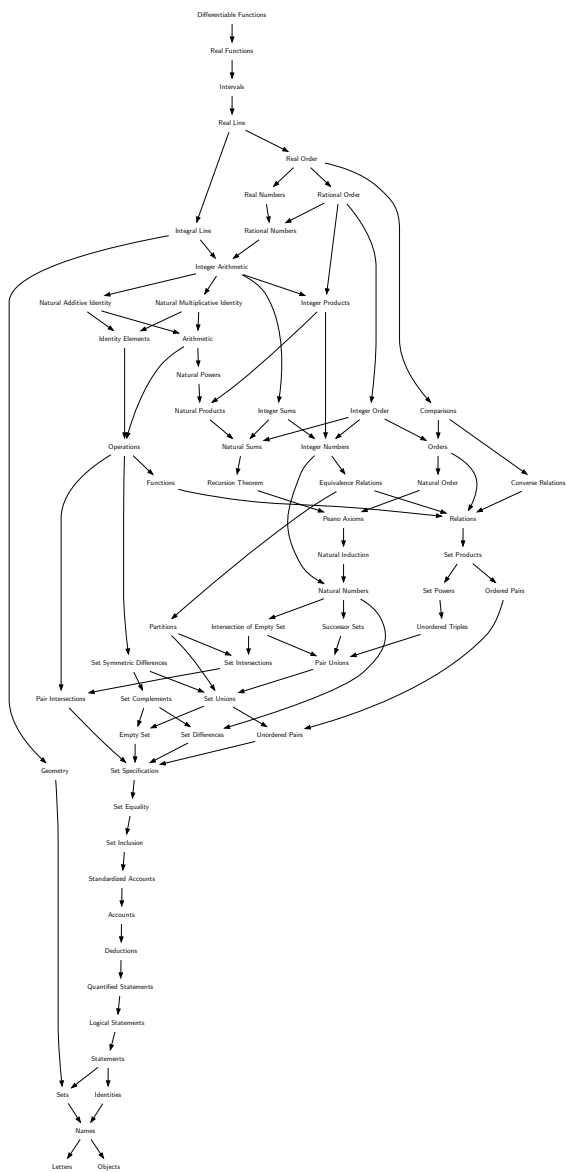 Differentiable Functions
Real Functions
Intervals
Real Line
Real Order
Real Numbers
Rational Order
Integral Line
Rational Numbers
Integer Arithmetic
Natural Additive Identity
Natural Multiplicative Identity
Integer Products
Identity Elements
Arithmetic
Natural Powers
Natural Products
Integer Sums
Integer Order
Comparisons
Operations
Natural Sums
Integer Numbers
Orders
Functions
Recursion Theorem
Equivalence Relations
Natural Order
Converse Relations
Peano Axioms
Relations
Natural Induction
Set Products
Natural Numbers
Set Powers
Ordered Pairs
Partitions
Intersection of Empty Set
Successor Sets
Unordered Triples
Set Symmetric Differences
Set Intersections
Pair Unions
Pair Intersections
Set Complements
Set Unions
Empty Set
Set Differences
Unordered Pairs
Geometry
Set Specification
Set Equality
Set Inclusion
Standardized Accounts
Accounts
Deductions
Quantified Statements
Logical Statements
Statements
Sets
Identities
Names
Letters
Objects